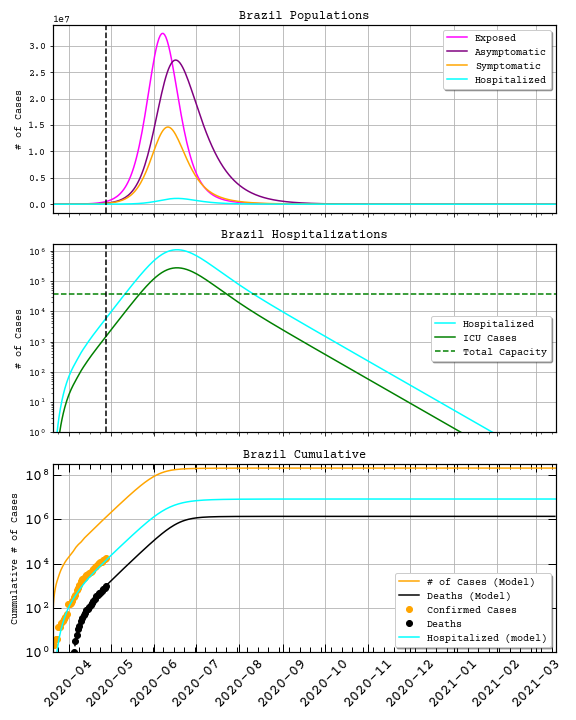 Brazil Populations
1e7
# of Cases
3.0
2.5
2.0
1.5
1.0
0.5
0.0
Exposed
Asymptomatic
Symptomatic
Hospitalized
Brazil Hospitalizations
# of Cases
10^6
10^5
10^4
10^3
10^2
10^1
10^0
Hospitalized
ICU Cases
Total Capacity
Brazil Cumulative
Cummulative # of Cases
10^8
10^6
10^4
10^2
10^0
# of Cases (Model)
Deaths (Model)
Confirmed Cases
Deaths
Hospitalized (model)
2020-04
2020-05
2020-06
2020-07
2020-08
2020-09
2020-10
2020-11
2020-12
2021-01
2021-02
2021-03